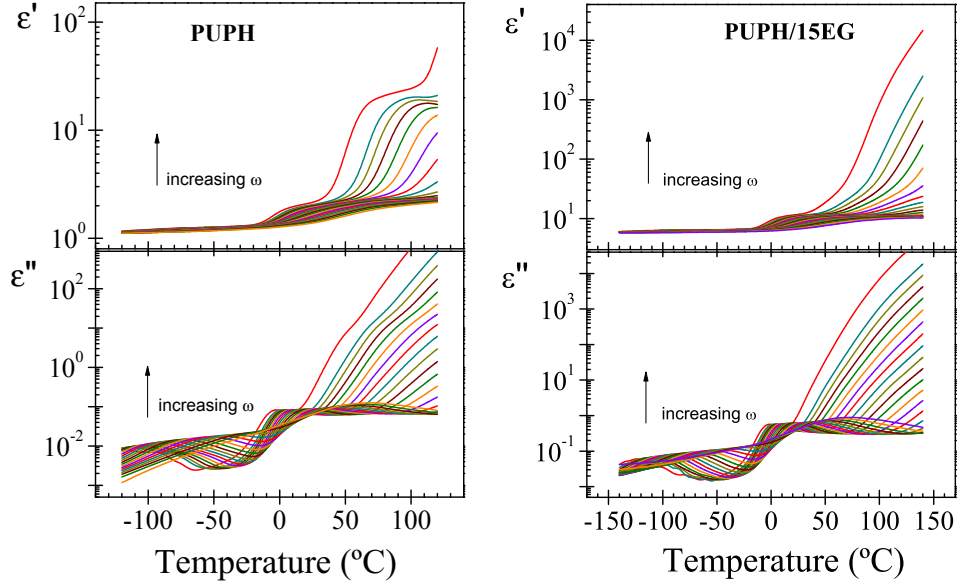 ε'
10²
PUPH
10¹
increasing ω
10⁰
ε''
10²
10⁰
increasing ω
10⁻²
-100 -50 0 50 100
Temperature (ºC)
ε'
10⁴
PUPH/15EG
10³
10²
increasing ω
10¹
ε''
10³
10¹
increasing ω
10⁻¹
-150 -100 -50 0 50 100 150
Temperature (ºC)